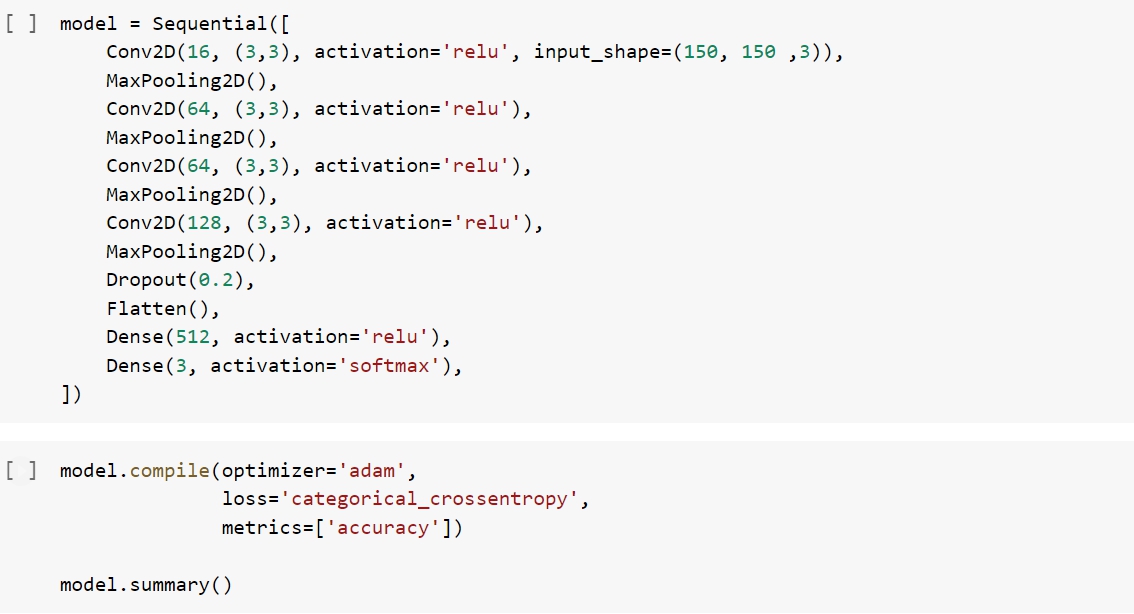 [ ] model = Sequential([
Conv2D(16, (3,3), activation='relu', input_shape=(150, 150 ,3)),
MaxPooling2D(),
Conv2D(64, (3,3), activation='relu'),
MaxPooling2D(),
Conv2D(64, (3,3), activation='relu'),
MaxPooling2D(),
Conv2D(128, (3,3), activation='relu'),
MaxPooling2D(),
Dropout(0.2),
Flatten(),
Dense(512, activation='relu'),
Dense(3, activation='softmax'),
])
[ ] model.compile(optimizer='adam',
loss='categorical_crossentropy',
metrics=['accuracy'])
model.summary()